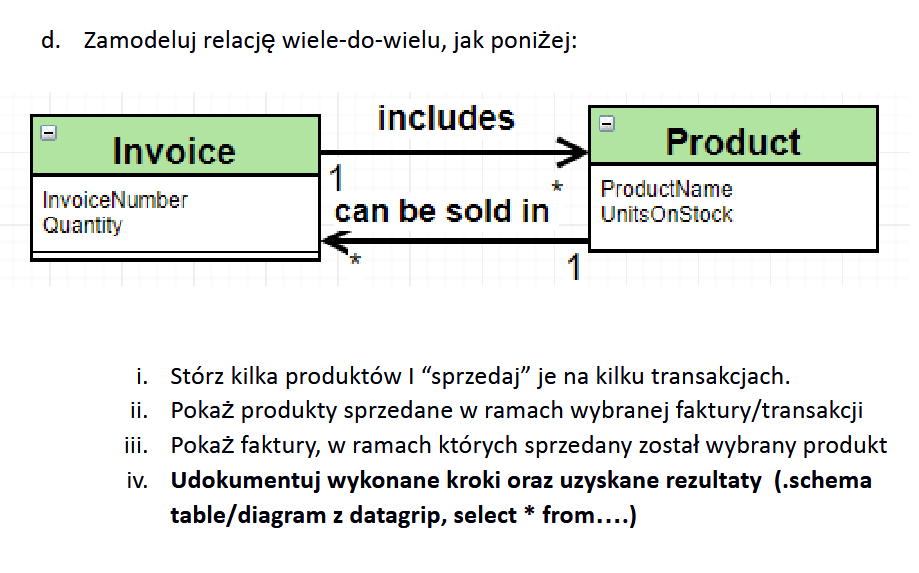 d. Zamodeluj relację wiele-do-wielu, jak poniżej:
includes
Invoice
Product
1
*
InvoiceNumber
Quantity
can be sold in
ProductName
UnitsOnStock
*
1
i. Stórz kilka produktów I “sprzedaj” je na kilku transakcjach.
ii. Pokaż produkty sprzedane w ramach wybranej faktury/transakcji
iii. Pokaż faktury, w ramach których sprzedany został wybrany produkt
iv. Udokumentuj wykonane kroki oraz uzyskane rezultaty (.schema
table/diagram z datagrip, select * from….)